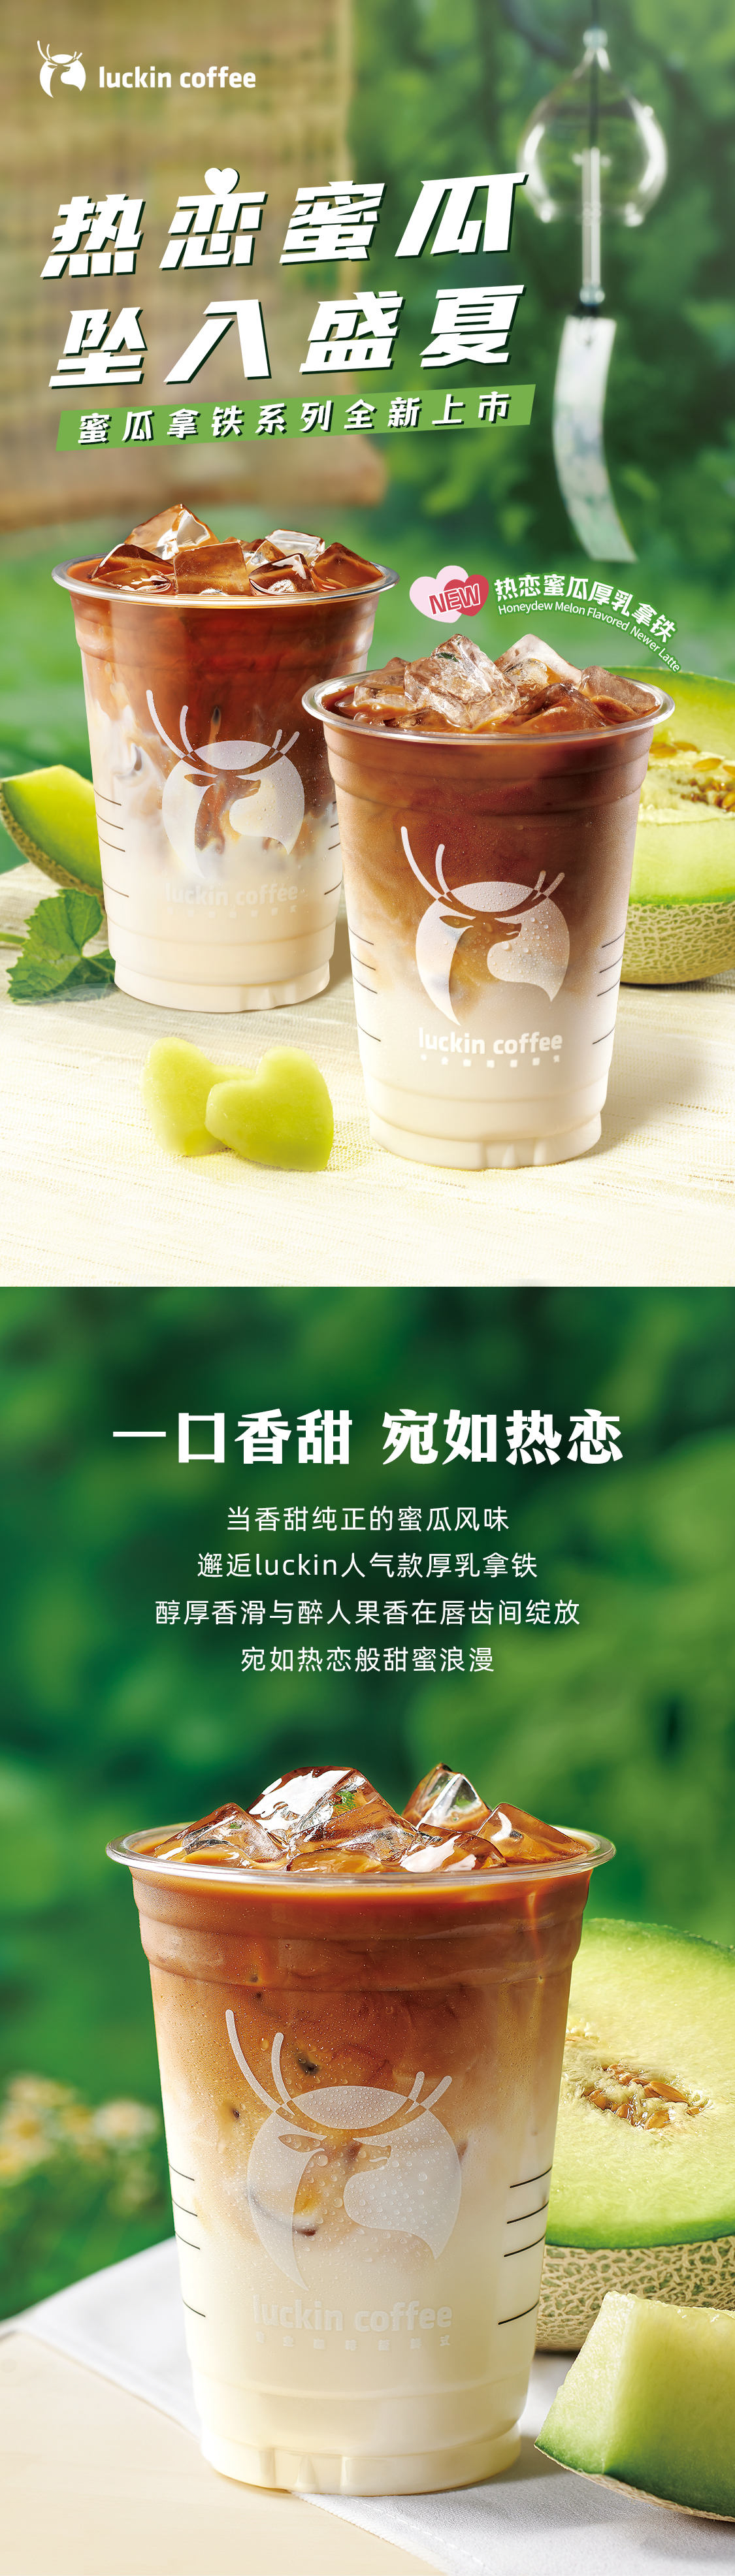 luckin coffee
热恋蜜瓜
坠入盛夏
蜜瓜拿铁系列全新上市
NEW
热恋蜜瓜厚乳拿铁
Honeydew Melon Flavored Newer Latte
luckin coffee
luckin coffee
一口香甜 宛如热恋
当香甜纯正的蜜瓜风味
邂逅luckin人气款厚乳拿铁
醇厚香滑与醉人果香在唇齿间绽放
宛如热恋般甜蜜浪漫
luckin coffee